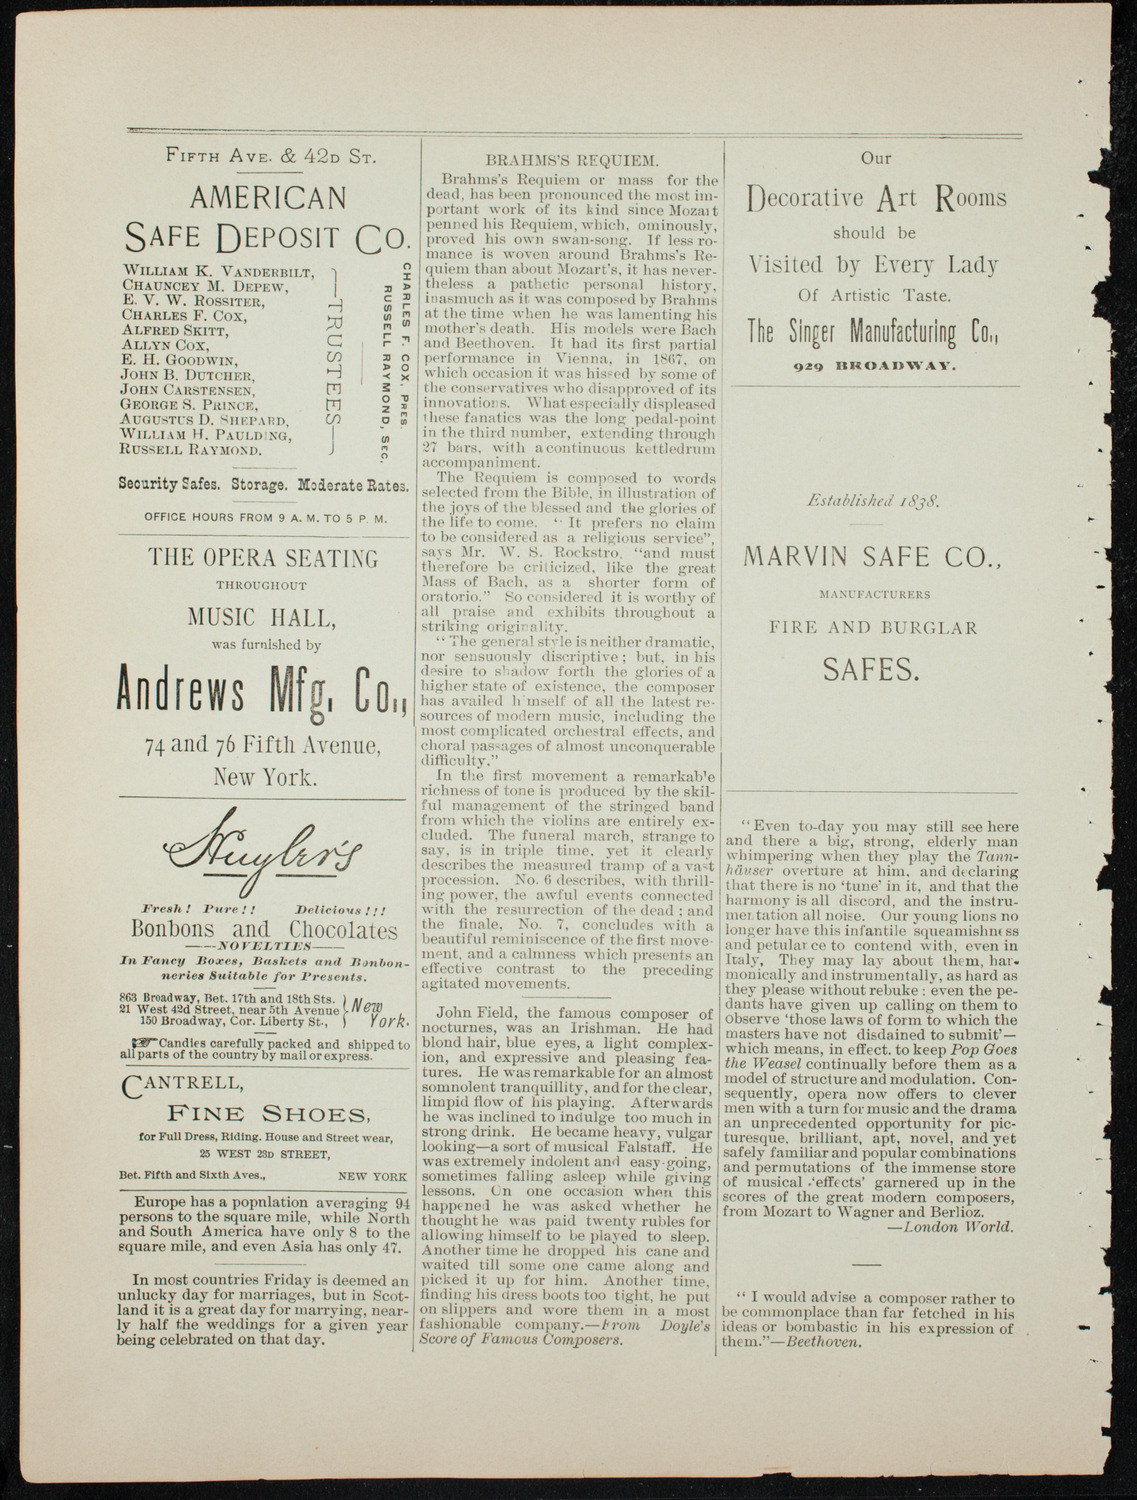 FIFTH AVE. & 42D ST.
AMERICAN
SAFE DEPOSIT CO.
WILLIAM K. VANDERBILT,
CHAUNCEY M. DEPEW,
E. V. W. ROSSITER,
CHARLES F. COX,
ALFRED SKITT,
ALLYN COX,
E. H. GOODWIN,
JOHN B. DUTCHER,
JOHN CARSTENSEN,
GEORGE S. PRINCE,
AUGUSTUS D. SHEPARD,
WILLIAM H. PAULDING,
RUSSELL RAYMOND.
TRUSTEES
CHARLES F. COX, PRES.
RUSSELL RAYMOND, SEC.
Security Safes. Storage. Moderate Rates.
OFFICE HOURS FROM 9 A. M. TO 5 P. M.
THE OPERA SEATING
THROUGHOUT
MUSIC HALL,
was furnished by
Andrews Mfg. Co.,
74 and 76 Fifth Avenue,
New York.
Huyler's
Fresh! Pure!! Delicious!!!
Bonbons and Chocolates
—NOVELTIES—
In Fancy Boxes, Baskets and Bonbon-
neries Suitable for Presents.
863 Broadway, Bet. 17th and 18th Sts.
21 West 42d Street, near 5th Avenue
150 Broadway, Cor. Liberty St.,
New York.
☞Candies carefully packed and shipped to
all parts of the country by mail or express.
CANTRELL,
FINE SHOES,
for Full Dress, Riding. House and Street wear,
25 WEST 23D STREET,
Bet. Fifth and Sixth Aves., NEW YORK
Europe has a popnlation averaging 94
persons to the square mile, while North
and South America have only 8 to the
square mile, and even Asia has only 47.
In most countries Friday is deemed an
unlucky day for marriages, but in Scot-
land it is a great day for marrying, near-
ly half the weddings for a given year
being celebrated on that day.
BRAHMS'S REQUIEM.
Brahms's Requiem or mass for the
dead, has been pronounced the most im-
portant work of its kind since Mozart
penned his Requiem, which, ominously,
proved his own swan-song. If less ro-
mance is woven around Brahms's Re-
quiem than about Mozart's, it has never-
theless a pathetic personal history,
inasmuch as it was composed by Brahms
at the time when he was lamenting his
mother's death. His models were Bach
and Beethoven. It had its first partial
performance in Vienna, in 1867, on
which occasion it was hissed by some of
the conservatives who disapproved of its
innovations. What especially displeased
these fanatics was the long pedal-point
in the third number, extending through
27 bars, with a continuous kettledrum
accompaniment.
The Requiem is composed to words
selected from the Bible, in illustration of
the joys of the blessed and the glories of
the life to come. "It prefers no claim
to be considered as a religious service",
says Mr. W. S. Rockstro, "and must
therefore be criticized, like the great
Mass of Bach, as a shorter form of
oratorio." So considered it is worthy of
all praise and exhibits throughout a
striking originality.
"The general style is neither dramatic,
nor sensuously discriptive; but, in his
desire to shadow forth the glories of a
higher state of existence, the composer
has availed himself of all the latest re-
sources of modern music, including the
most complicated orchestral effects, and
choral passages of almost unconquerable
difficulty."
In the first movement a remarkable
richness of tone is produced by the skil-
ful management of the stringed band
from which the violins are entirely ex-
cluded. The funeral march, strange to
say, is in triple time, yet it clearly
describes the measured tramp of a vast
procession. No. 6 describes, with thrill-
ing power, the awful events connected
with the resurrection of the dead; and
the finale, No. 7, concludes with a
beautiful reminiscence of the first move-
ment, and a calmness which presents an
effective contrast to the preceding
agitated movements.
John Field, the famous composer of
nocturnes, was an Irishman. He had
blond hair, blue eyes, a light complex-
ion, and expressive and pleasing fea-
tures. He was remarkable for an almost
somnolent tranquillity, and for the clear,
limpid flow of his playing. Afterwards
he was inclined to indulge too much in
strong drink. He became heavy, vulgar
looking—a sort of musical Falstaff. He
was extremely indolent and easy-going,
sometimes falling asleep while giving
lessons. On one occasion when this
happened he was asked whether he
thought he was paid twenty rubles for
allowing himself to be played to sleep.
Another time he dropped his cane and
waited till some one came along and
picked it up for him. Another time,
finding his dress boots too tight, he put
on slippers and wore them in a most
fashionable company.—From Doyle's
Score of Famous Composers.
Our
Decorative Art Rooms
should be
Visited by Every Lady
Of Artistic Taste.
The Singer Manufacturing Co.,
929 BROADWAY.
Established 1838.
MARVIN SAFE CO.,
MANUFACTURERS
FIRE AND BURGLAR
SAFES.
"Even to-day you may still see here
and there a big, strong, elderly man
whimpering when they play the Tann-
häuser overture at him, and declaring
that there is no 'tune' in it, and that the
harmony is all discord, and the instru-
mentation all noise. Our young lions no
longer have this infantile squeamishness
and petulance to contend with, even in
Italy, They may lay about them, har-
monically and instrumentally, as hard as
they please without rebuke; even the pe-
dants have given up calling on them to
observe 'those laws of form to which the
masters have not disdained to submit'—
which means, in effect, to keep Pop Goes
the Weasel continually before them as a
model of structure and modulation. Con-
sequently, opera now offers to clever
men with a turn for music and the drama
an unprecedented opportunity for pic-
turesque, brilliant, apt, novel, and yet
safely familiar and popular combinations
and permutations of the immense store
of musical 'effects' garnered up in the
scores of the great modern composers,
from Mozart to Wagner and Berlioz.
—London World.
"I would advise a composer rather to
be commonplace than far fetched in his
ideas or bombastic in his expression of
them."—Beethoven.